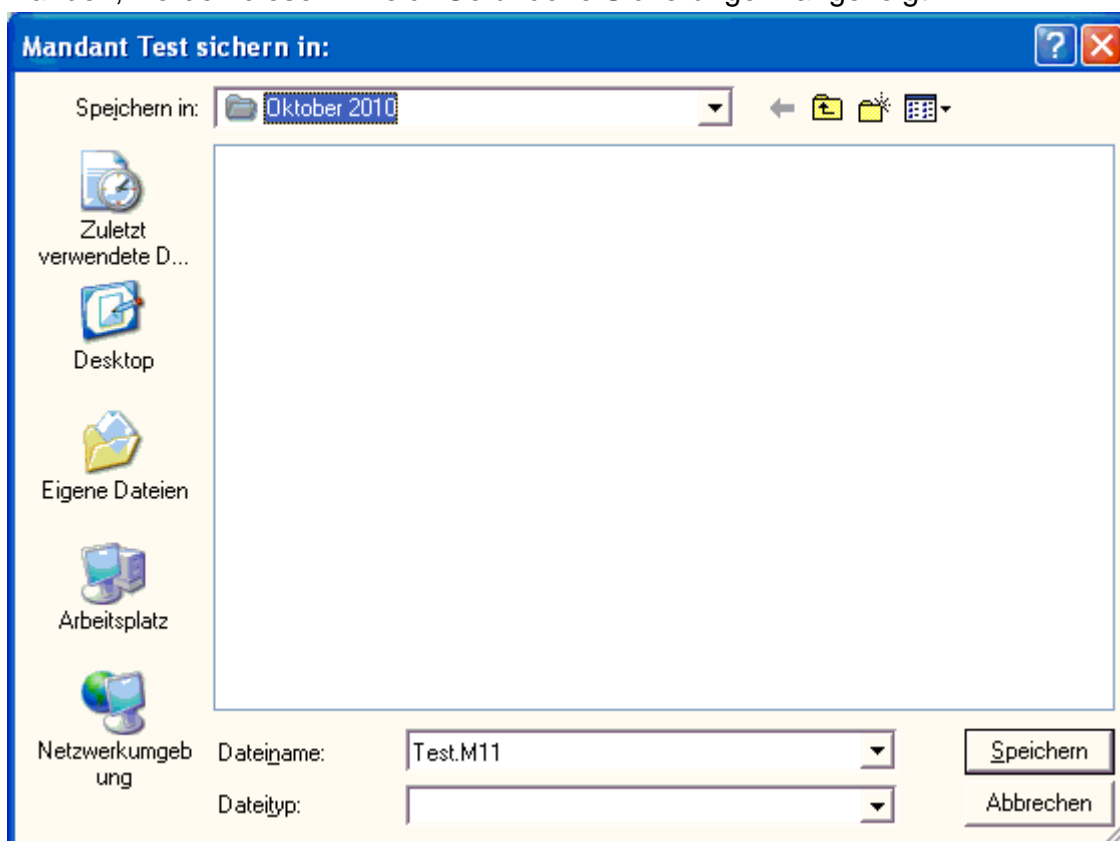 Mandant Test sichern in:
Speichern in: Oktober 2010
Zuletzt
verwendete D...
Desktop
Eigene Dateien
Arbeitsplatz
Netzwerkumgeb
ung
Dateiname: Test.M11 Speichern
Dateityp: Abbrechen